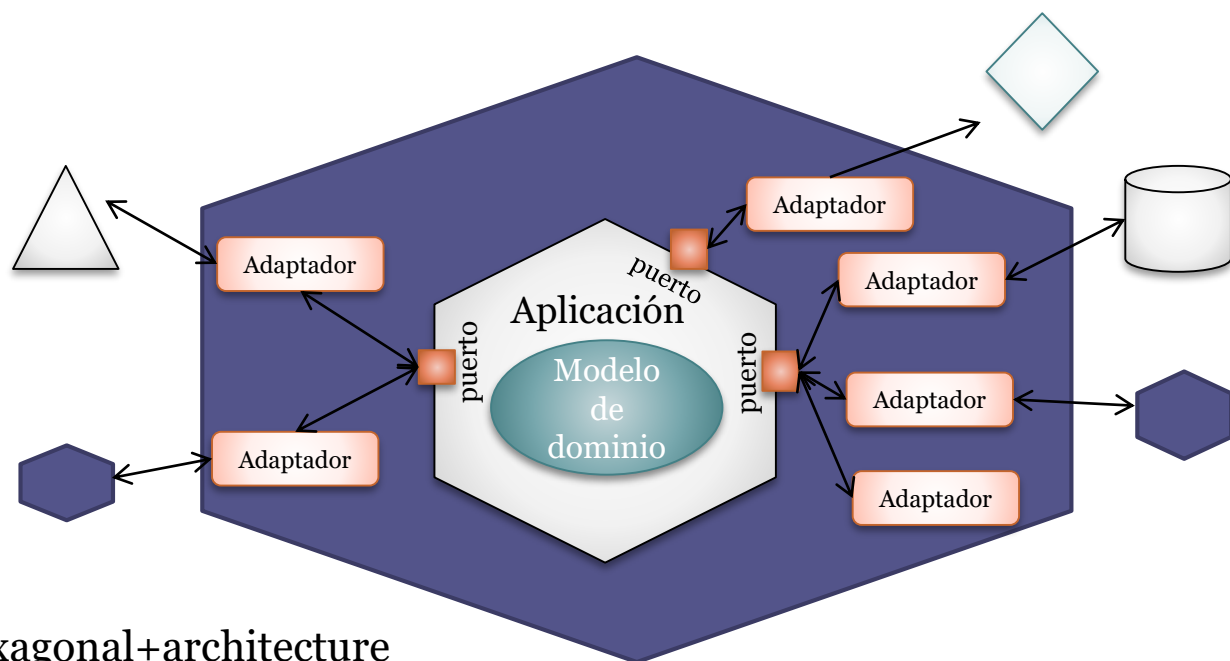 Adaptador
Adaptador
Adaptador
puerto
Adaptador
Aplicación
puerto
puerto
Modelo
de
dominio
Adaptador
Adaptador
Adaptador
xagonal+architecture